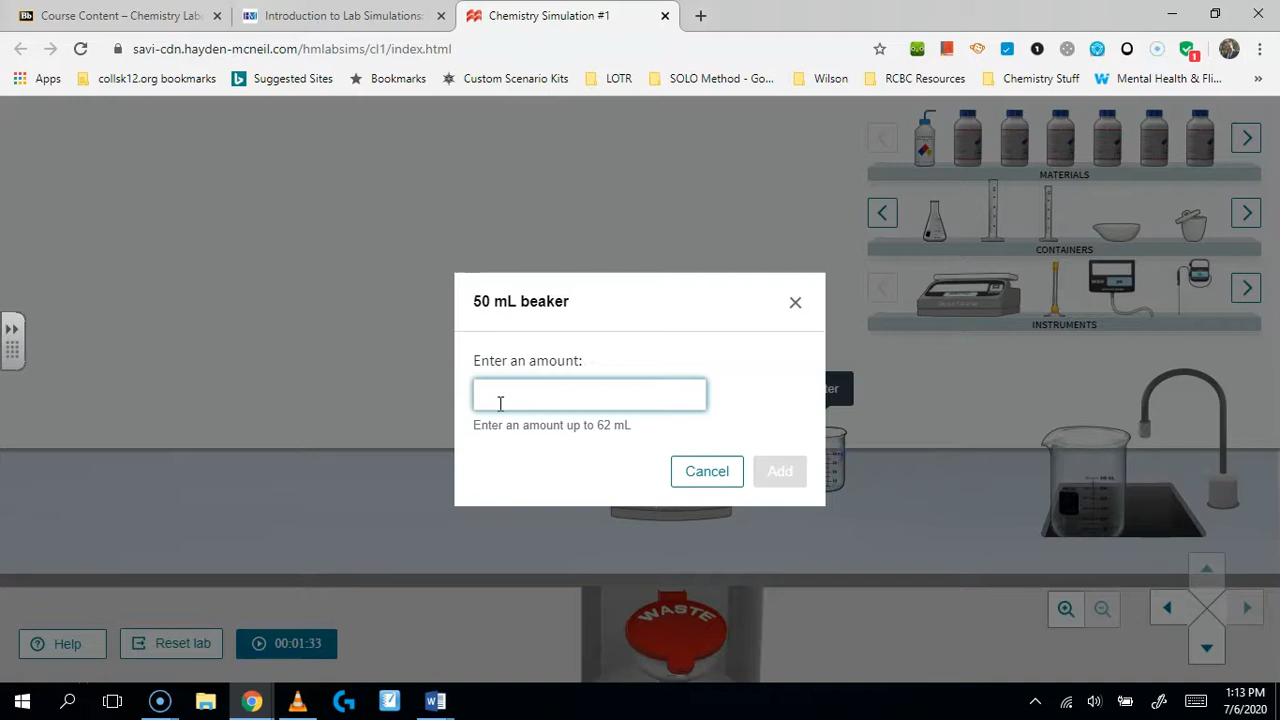 Course Content – Chemistry Lab
Introduction to Lab Simulations:
Chemistry Simulation #1
savi-cdn.hayden-mcneil.com/hmlabsims/cl1/index.html
Apps
collsk12.org bookmarks
Suggested Sites
Bookmarks
Custom Scenario Kits
LOTR
SOLO Method - Go...
Wilson
RCBC Resources
Chemistry Stuff
Mental Health & Fli...
MATERIALS
CONTAINERS
INSTRUMENTS
50 mL beaker
Enter an amount:
Enter an amount up to 62 mL
Cancel
Add
WASTE
Help
Reset lab
00:01:33
1:13 PM
7/6/2020